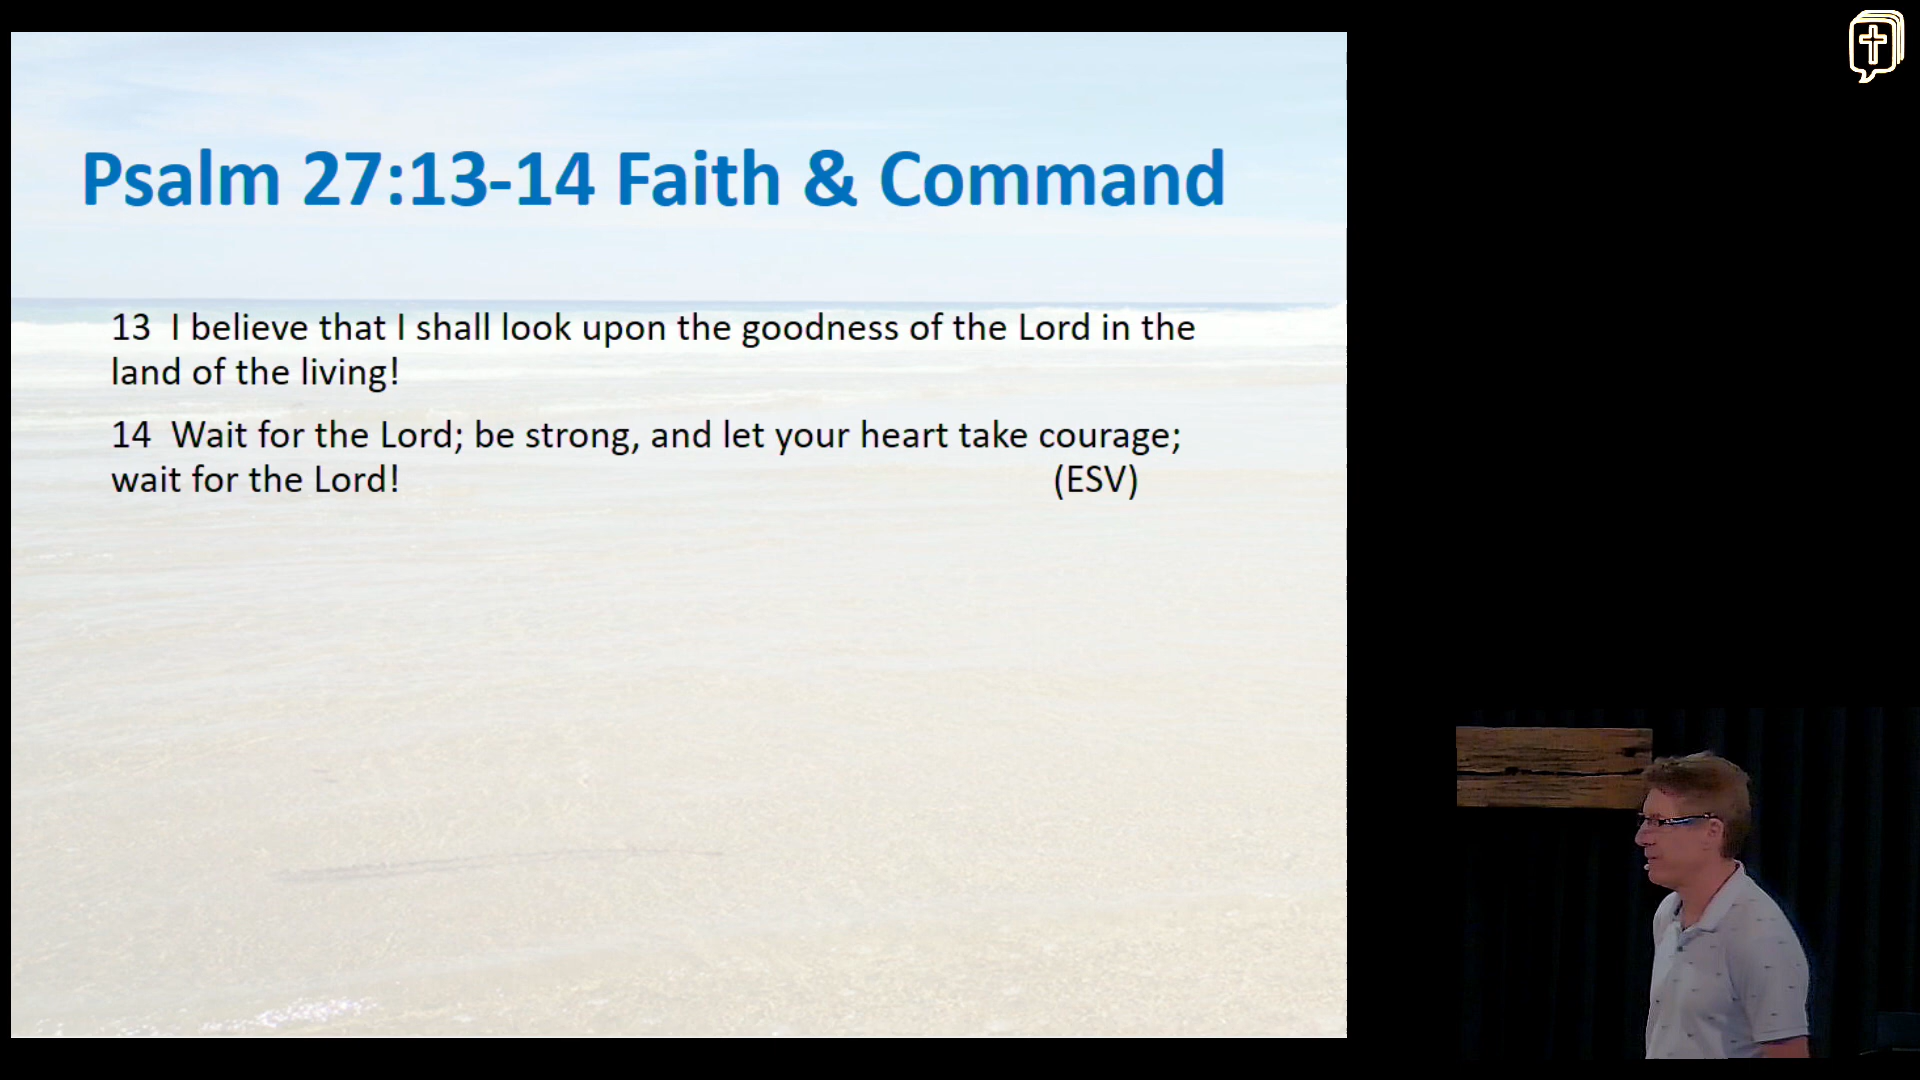 Psalm 27:13-14 Faith & Command
13 I believe that I shall look upon the goodness of the Lord in the
land of the living!
14 Wait for the Lord; be strong, and let your heart take courage;
wait for the Lord! (ESV)